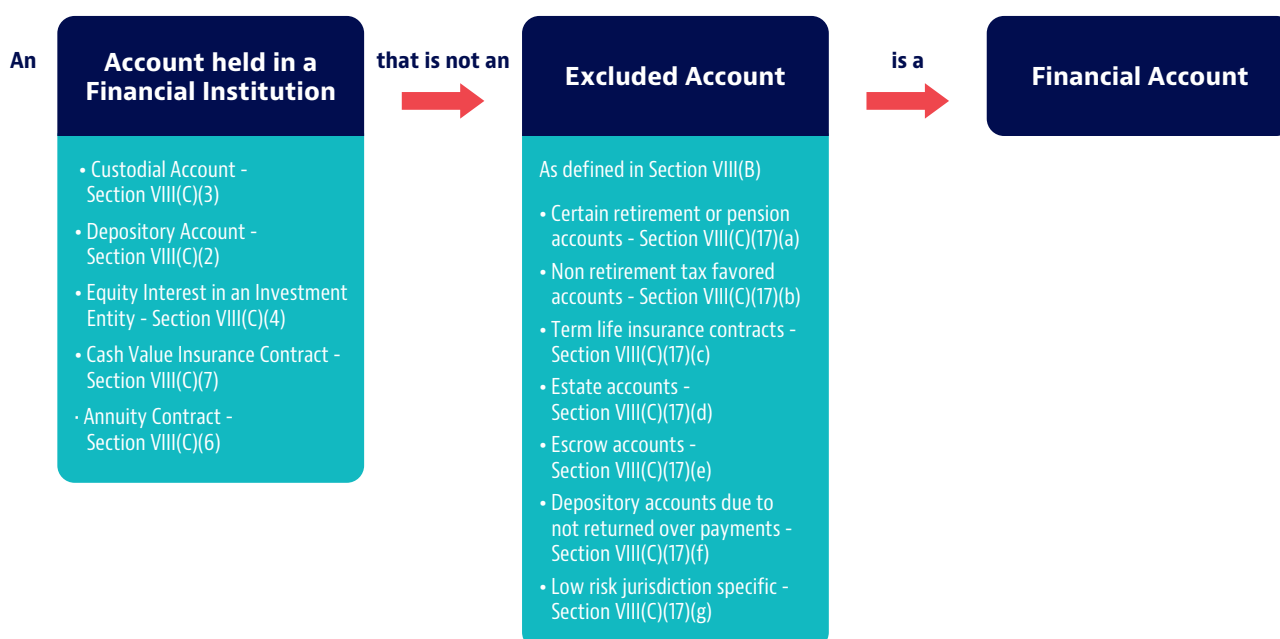 An
Account held in a
Financial Institution
that is not an
Excluded Account
is a
Financial Account
• Custodial Account -
Section VIII(C)(3)
• Depository Account -
Section VIII(C)(2)
• Equity Interest in an Investment
Entity - Section VIII(C)(4)
• Cash Value Insurance Contract -
Section VIII(C)(7)
· Annuity Contract -
Section VIII(C)(6)
As defined in Section VIII(B)
• Certain retirement or pension
accounts - Section VIII(C)(17)(a)
• Non retirement tax favored
accounts - Section VIII(C)(17)(b)
• Term life insurance contracts -
Section VIII(C)(17)(c)
• Estate accounts -
Section VIII(C)(17)(d)
• Escrow accounts -
Section VIII(C)(17)(e)
• Depository accounts due to
not returned over payments -
Section VIII(C)(17)(f)
• Low risk jurisdiction specific -
Section VIII(C)(17)(g)